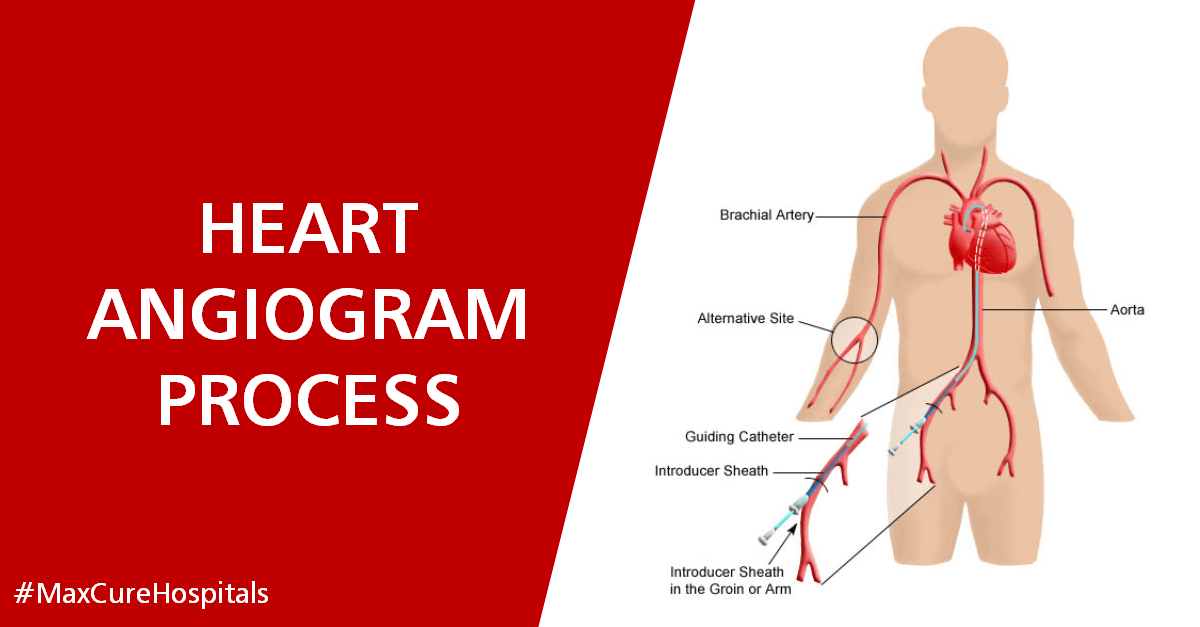 HEART
ANGIOGRAM
PROCESS
#MaxCureHospitals
Brachial Artery
Alternative Site
Aorta
Guiding Catheter
Introducer Sheath
Introducer Sheath
in the Groin or Arm